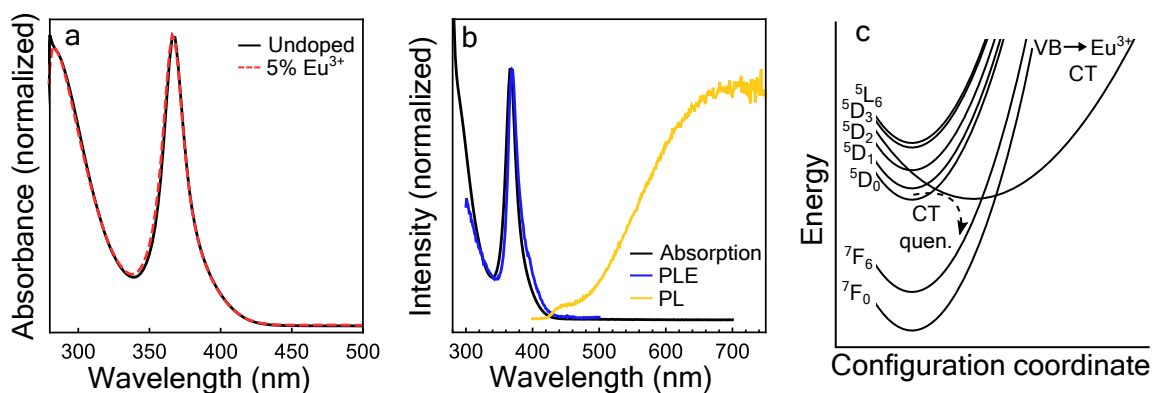 a
Undoped
5% Eu³⁺
Absorbance (normalized)
300 350 400 450 500
Wavelength (nm)
b
Absorption
PLE
PL
Intensity (normalized)
300 400 500 600 700
Wavelength (nm)
c
VB→Eu³⁺
CT
⁵L₆
⁵D₃
⁵D₂
⁵D₁
⁵D₀
CT
quen.
⁷F₆
⁷F₀
Energy
Configuration coordinate